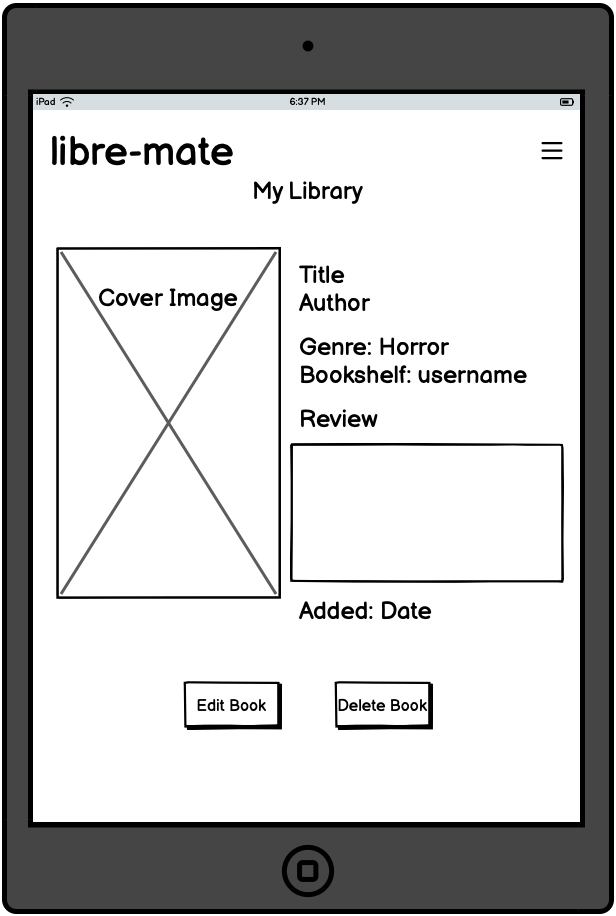 iPad 6:37 PM
libre-mate
My Library
Cover Image
Title
Author
Genre: Horror
Bookshelf: username
Review
Added: Date
Edit Book
Delete Book